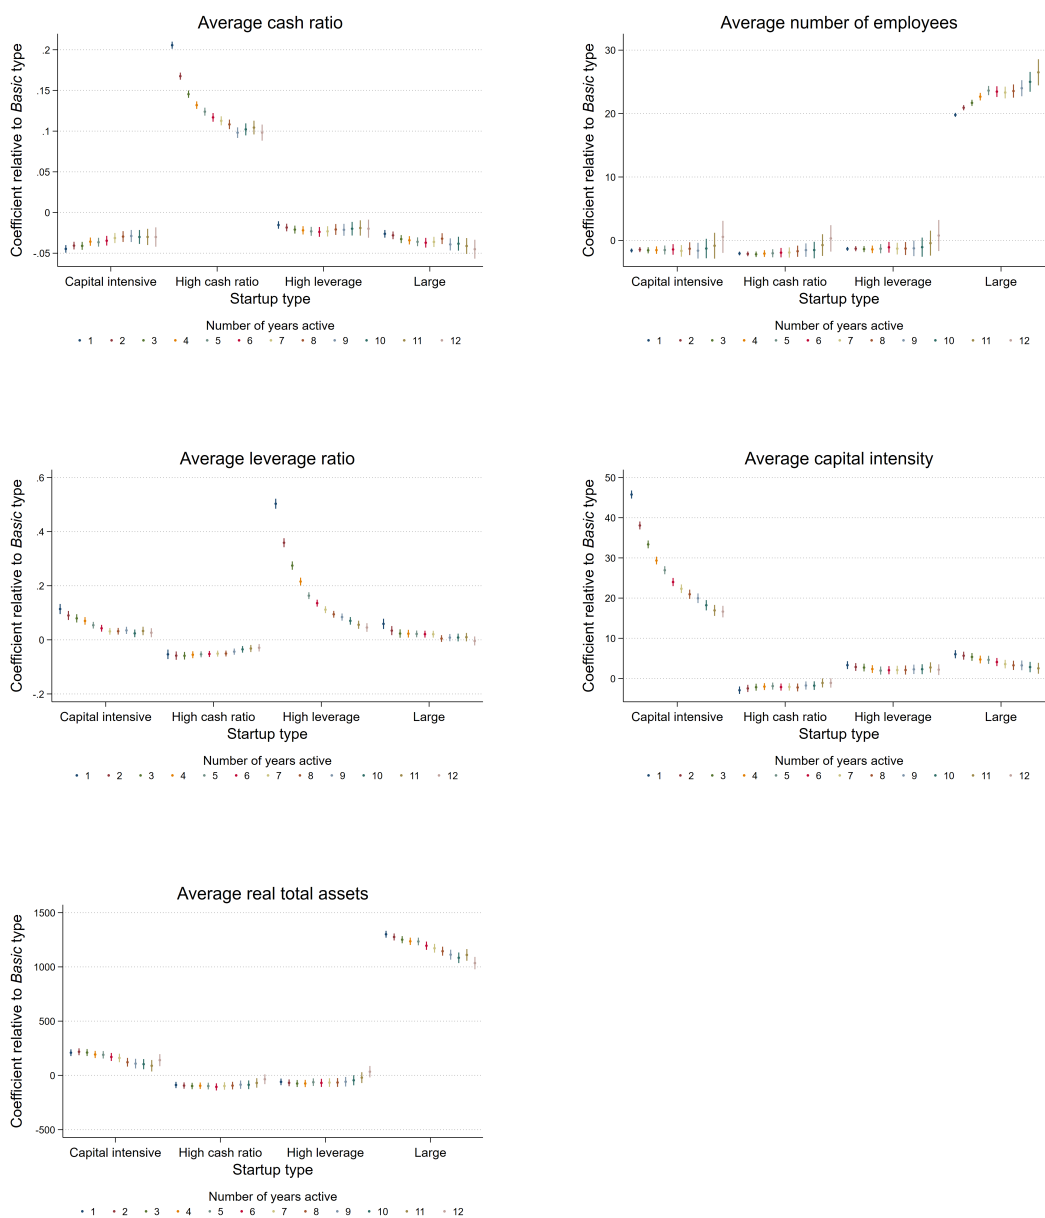 Average cash ratio
Coefficient relative to Basic type
.2
.15
.1
.05
0
-.05
Capital intensive High cash ratio High leverage Large
Startup type
Number of years active
1 2 3 4 5 6 7 8 9 10 11 12
Average number of employees
Coefficient relative to Basic type
30
20
10
0
Capital intensive High cash ratio High leverage Large
Startup type
Number of years active
1 2 3 4 5 6 7 8 9 10 11 12
Average leverage ratio
Coefficient relative to Basic type
.6
.4
.2
0
-.2
Capital intensive High cash ratio High leverage Large
Startup type
Number of years active
1 2 3 4 5 6 7 8 9 10 11 12
Average capital intensity
Coefficient relative to Basic type
50
40
30
20
10
0
Capital intensive High cash ratio High leverage Large
Startup type
Number of years active
1 2 3 4 5 6 7 8 9 10 11 12
Average real total assets
Coefficient relative to Basic type
1500
1000
500
0
-500
Capital intensive High cash ratio High leverage Large
Startup type
Number of years active
1 2 3 4 5 6 7 8 9 10 11 12